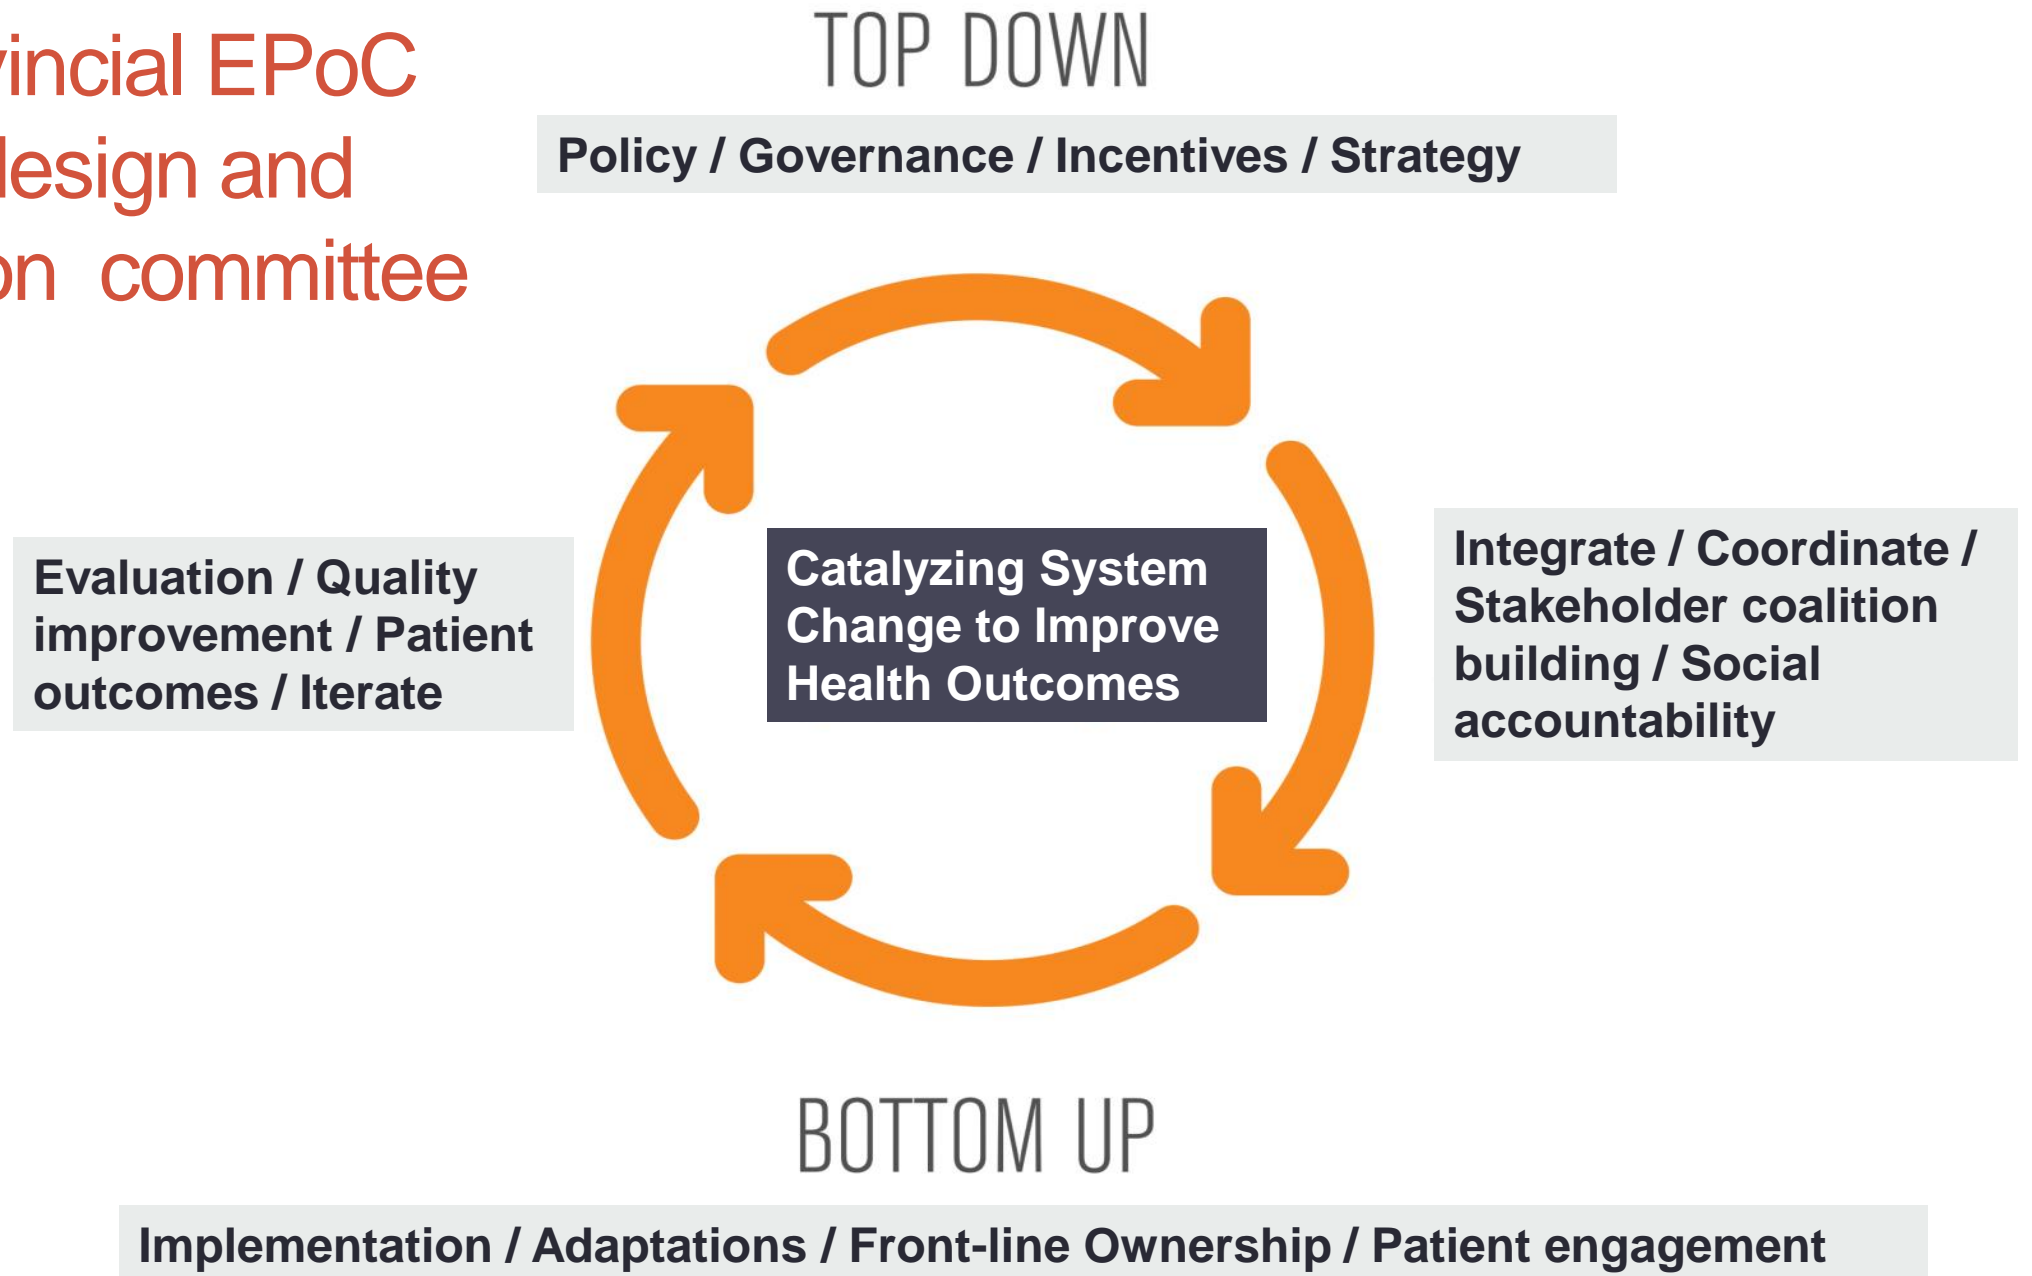 vincial EPoC
design and
on committee
TOP DOWN
Policy / Governance / Incentives / Strategy
Evaluation / Quality
improvement / Patient
outcomes / Iterate
Catalyzing System
Change to Improve
Health Outcomes
Integrate / Coordinate /
Stakeholder coalition
building / Social
accountability
BOTTOM UP
Implementation / Adaptations / Front-line Ownership / Patient engagement